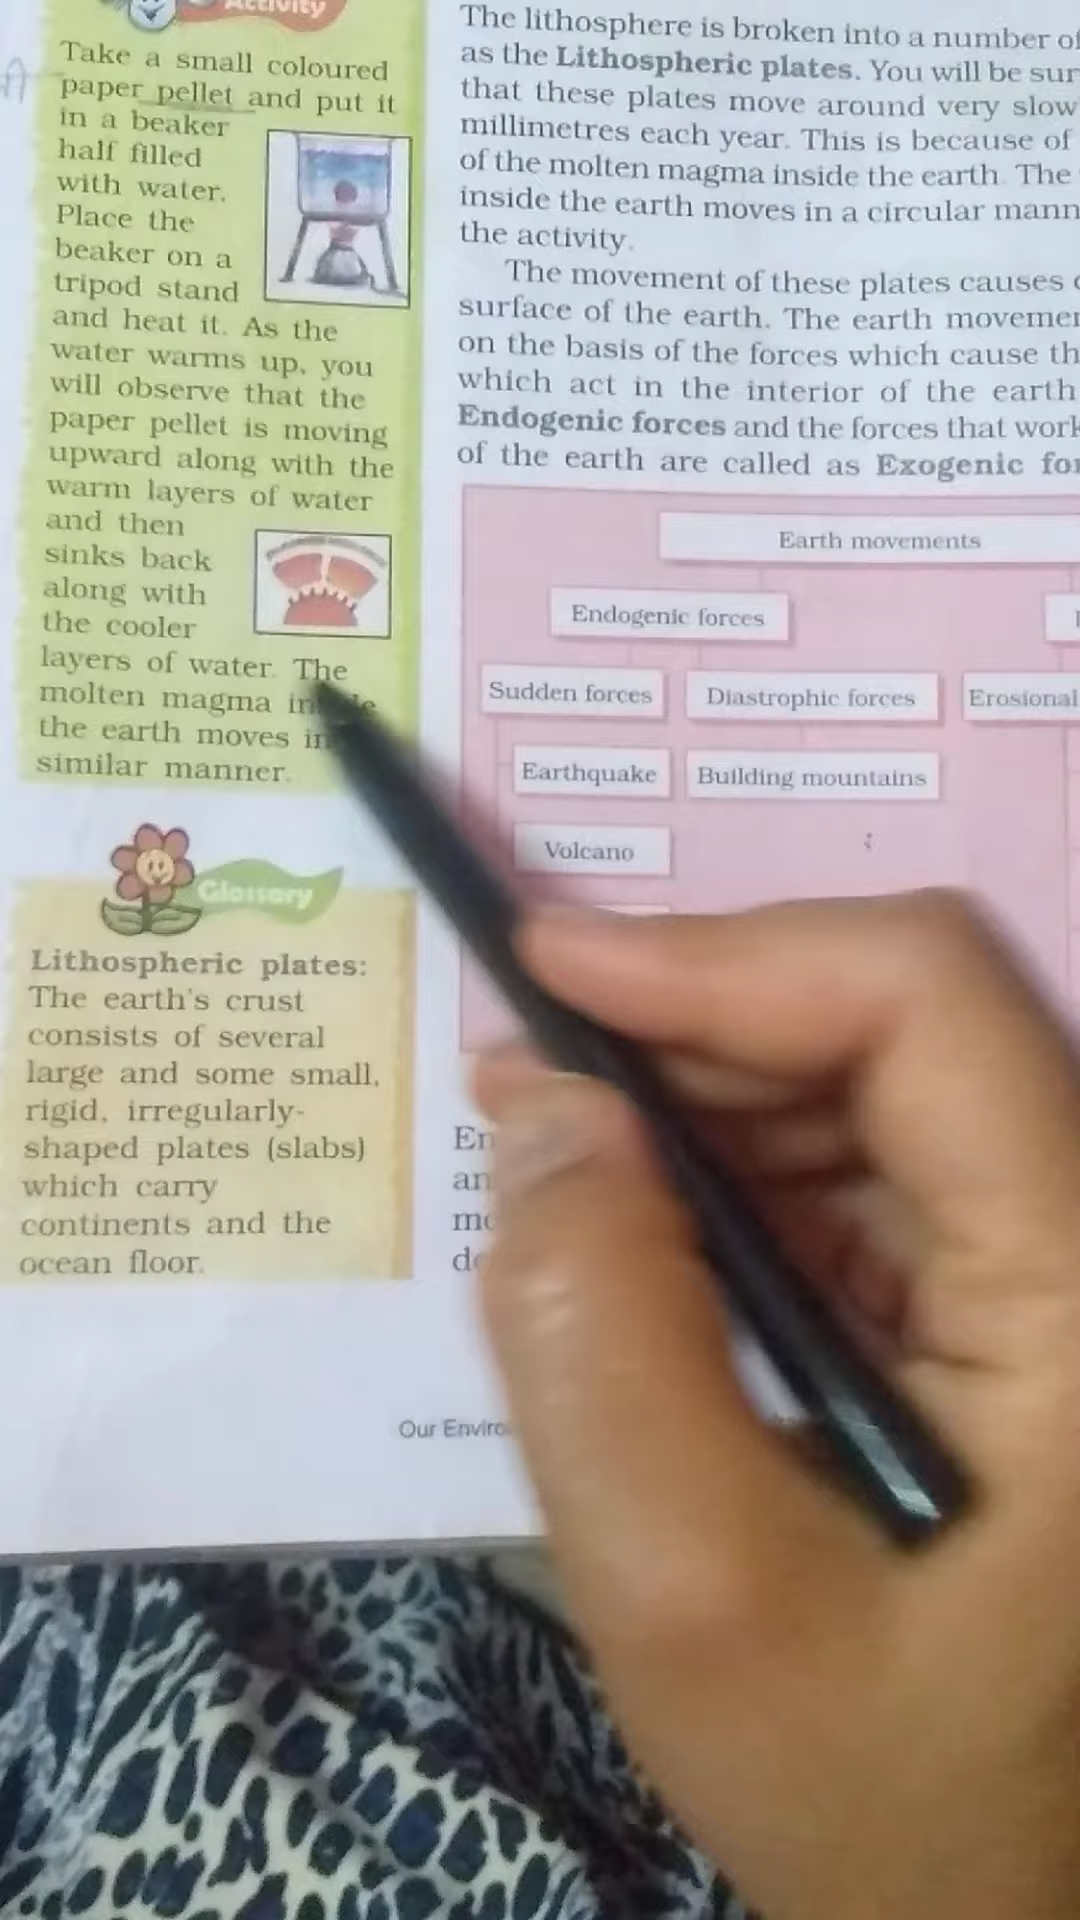 Activity
Take a small coloured
paper pellet and put it
in a beaker
half filled
with water.
Place the
beaker on a
tripod stand
and heat it. As the
water warms up, you
will observe that the
paper pellet is moving
upward along with the
warm layers of water
and then
sinks back
along with
the cooler
layers of water. The
molten magma
the earth moves in
similar manner.
Glossary
Lithospheric plates:
The earth's crust
consists of several
large and some small,
rigid, irregularly-
shaped plates (slabs)
which carry
continents and the
ocean floor.
The lithosphere is broken into a number of
as the Lithospheric plates. You will be sur
that these plates move around very slow
millimetres each year. This is because of
of the molten magma inside the earth. The
inside the earth moves in a circular mann
the activity.
The movement of these plates causes c
surface of the earth. The earth movemen
on the basis of the forces which cause th
which act in the interior of the earth
Endogenic forces and the forces that work
of the earth are called as Exogenic for
Earth movements
Endogenic forces
Sudden forces Diastrophic forces Erosional
Earthquake Building mountains
Volcano
En
an
mo
de
Our Enviro